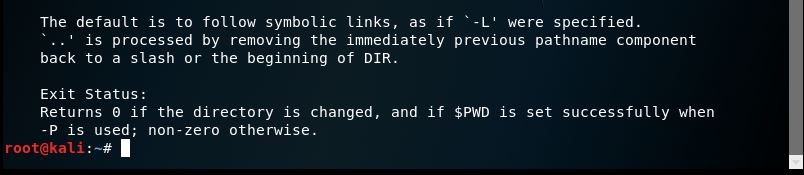 The default is to follow symbolic links, as if `-L' were specified.
`..' is processed by removing the immediately previous pathname component
back to a slash or the beginning of DIR.
Exit Status:
Returns 0 if the directory is changed, and if $PWD is set successfully when
-P is used; non-zero otherwise.
root@kali:~#